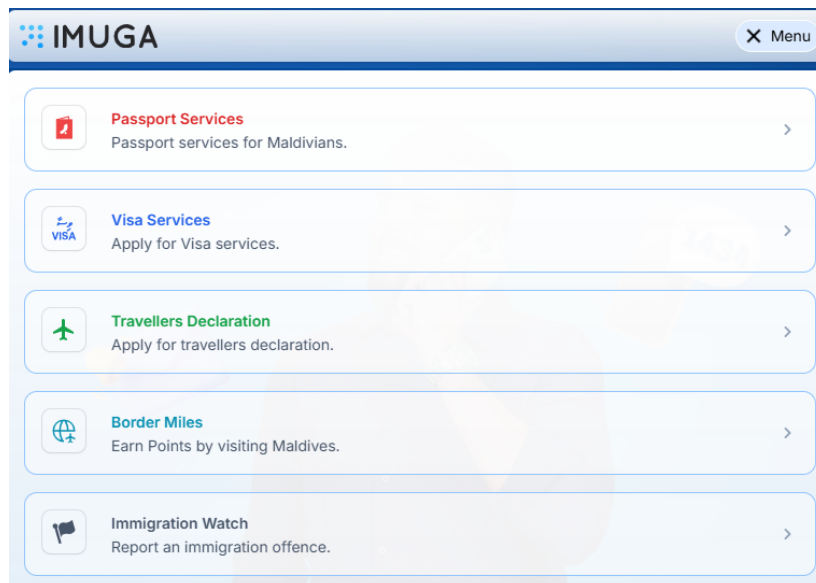 IMUGA
Menu
Passport Services
Passport services for Maldivians.
VISA
Visa Services
Apply for Visa services.
Travellers Declaration
Apply for travellers declaration.
Border Miles
Earn Points by visiting Maldives.
Immigration Watch
Report an immigration offence.